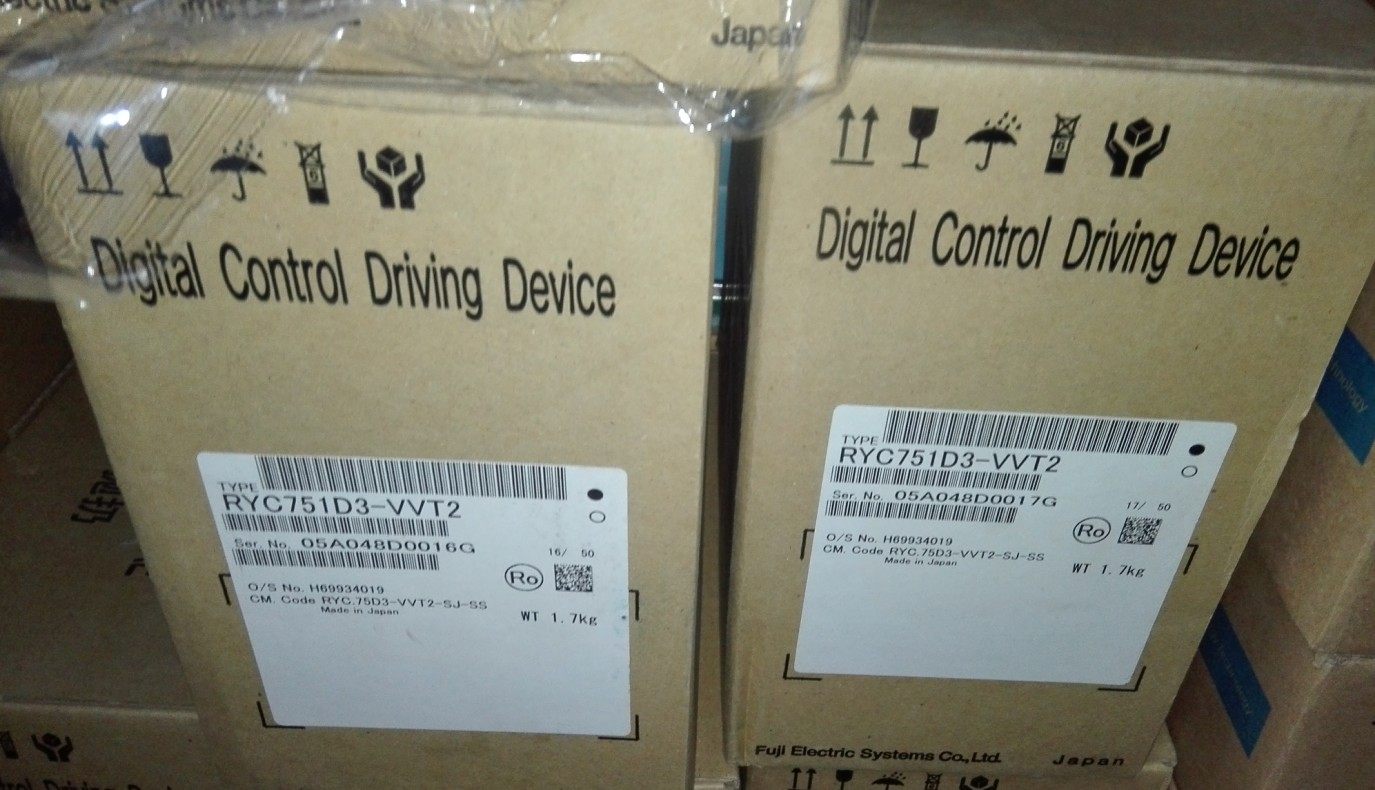 Japan
Digital Control Driving Device
TYPE
RYC751D3-VVT2
Ser. No. 05A048D0016G
16/ 50
Ro
O/S No. H69934019
CM. Code RYC.75D3-VVT2-SJ-SS
Made in Japan
WT 1.7kg
Digital Control Driving Device
TYPE
RYC751D3-VVT2
Ser. No. 05A048D0017G
17/ 50
Ro
O/S No. H69934019
CM. Code RYC.75D3-VVT2-SJ-SS
Made in Japan
WT 1.7kg
Fuji Electric Systems Co.,Ltd. Japan